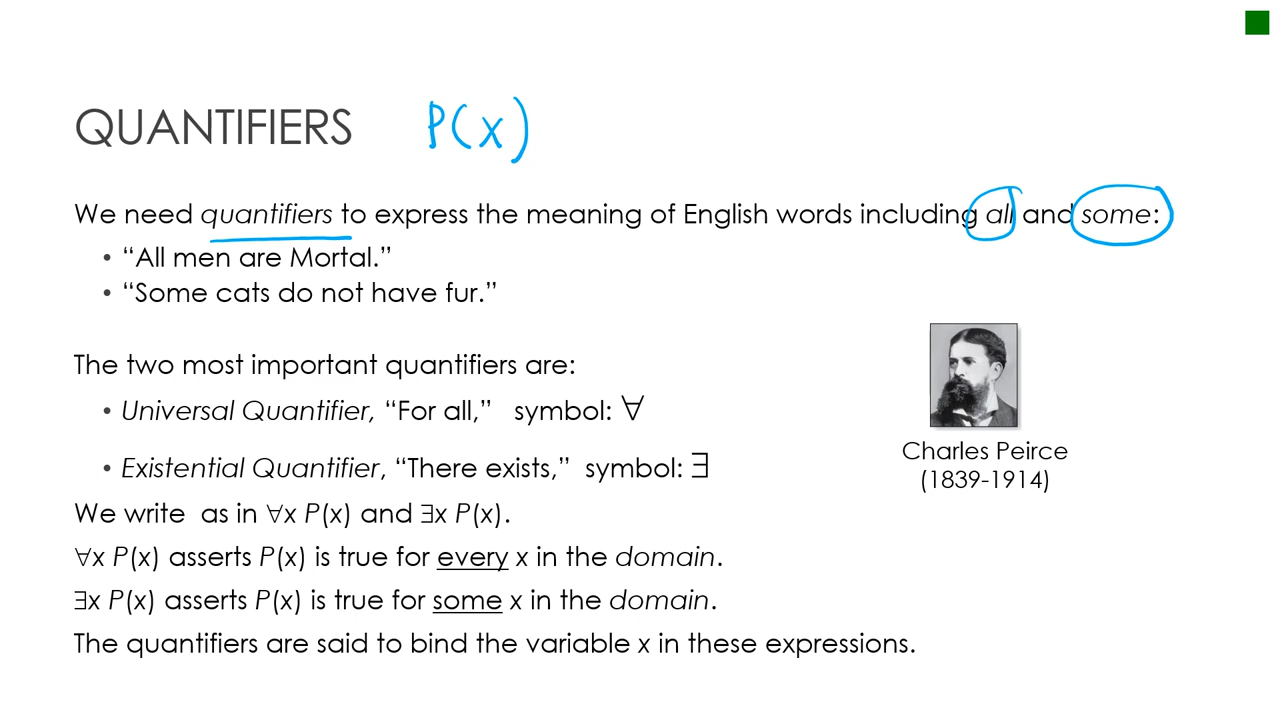 QUANTIFIERS P(x)
We need quantifiers to express the meaning of English words including all and some:
• “All men are Mortal.”
• “Some cats do not have fur.”
The two most important quantifiers are:
• Universal Quantifier, “For all,” symbol: ∀
• Existential Quantifier, “There exists,” symbol: ∃
Charles Peirce
(1839-1914)
We write as in ∀x P(x) and ∃x P(x).
∀x P(x) asserts P(x) is true for every x in the domain.
∃x P(x) asserts P(x) is true for some x in the domain.
The quantifiers are said to bind the variable x in these expressions.